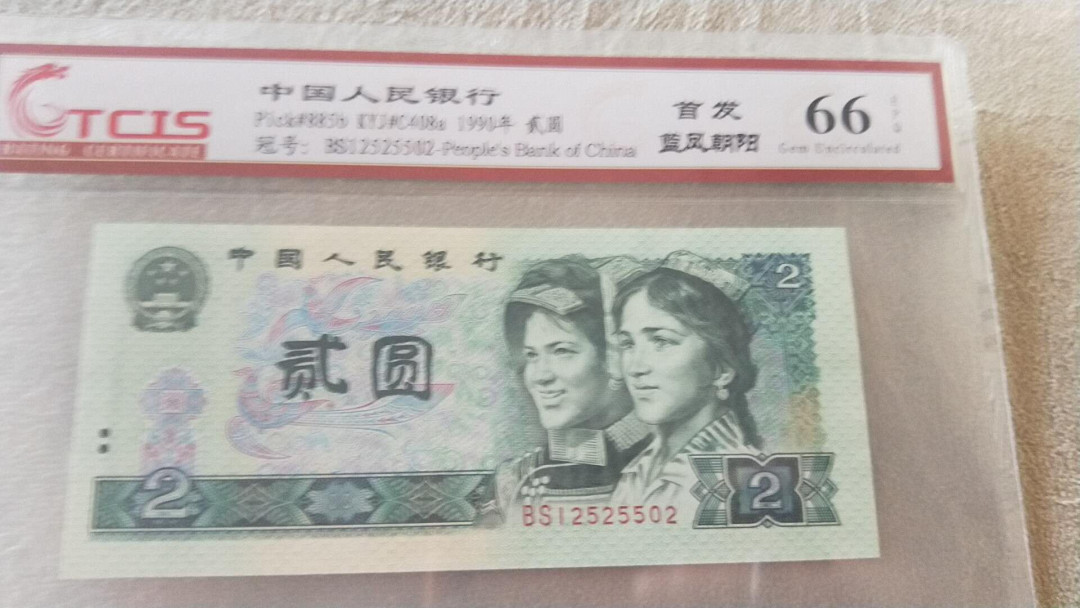 CTCIS
中国人民银行
Pick#885b KYJ#C408a 1990年 贰圆
冠号: BS12525502-People's Bank of China
首发
蓝凤朝阳
66
Gem Uncirculated
中国人民银行
2
贰圆
2
BS12525502
2